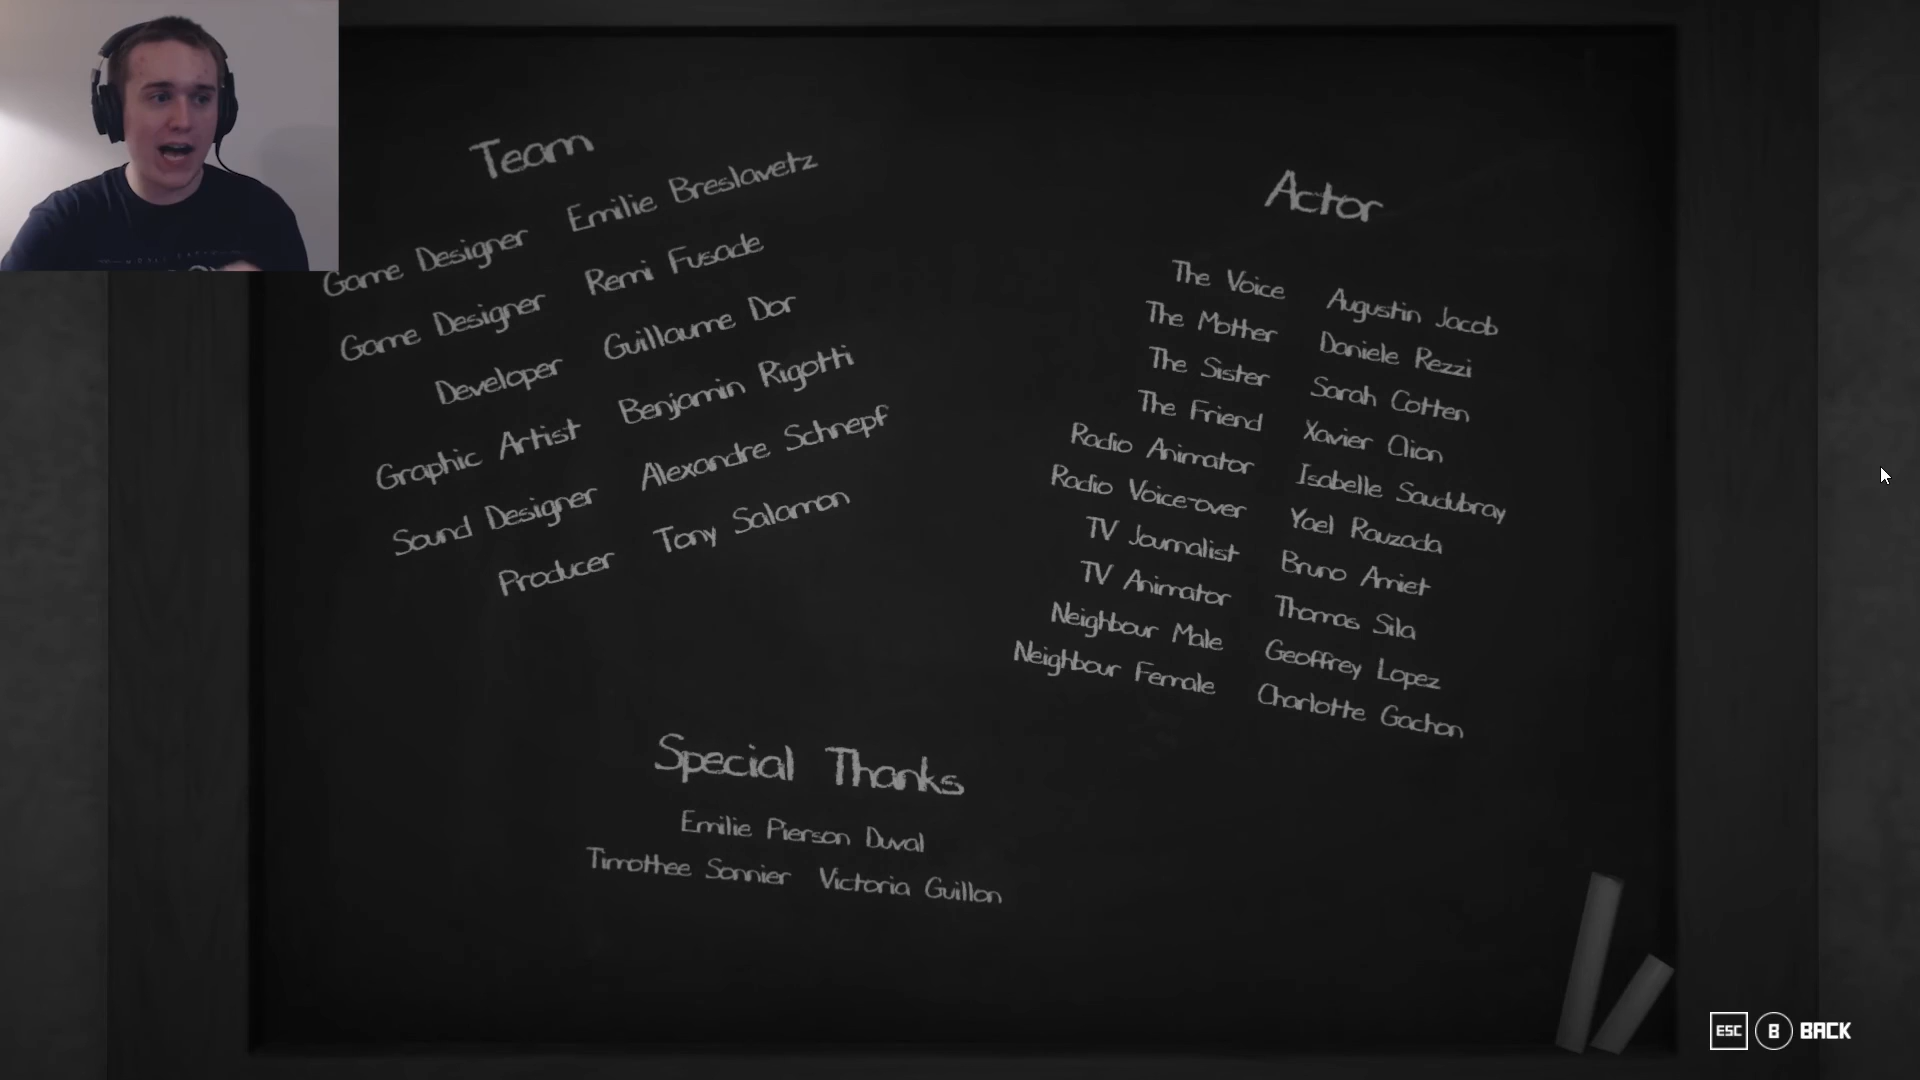 Team
Game Designer Emilie Breslavetz
Game Designer Remi Fusade
Developer Guillaume Dor
Graphic Artist Benjamin Rigotti
Sound Designer Alexandre Schnepf
Producer Tony Salamon
Actor
The Voice Augustin Jacob
The Mother Daniele Rezzi
The Sister Sarah Cotten
The Friend Xavier Clion
Radio Animator Isabelle Saudubray
Radio Voice-over Yael Rauzada
TV Journalist Bruno Amiet
TV Animator Thomas Sila
Neighbour Male Geoffrey Lopez
Neighbour Female Charlotte Gachon
Special Thanks
Emilie Pierson Duval
Timothee Sonnier Victoria Guillon
ESC B BACK